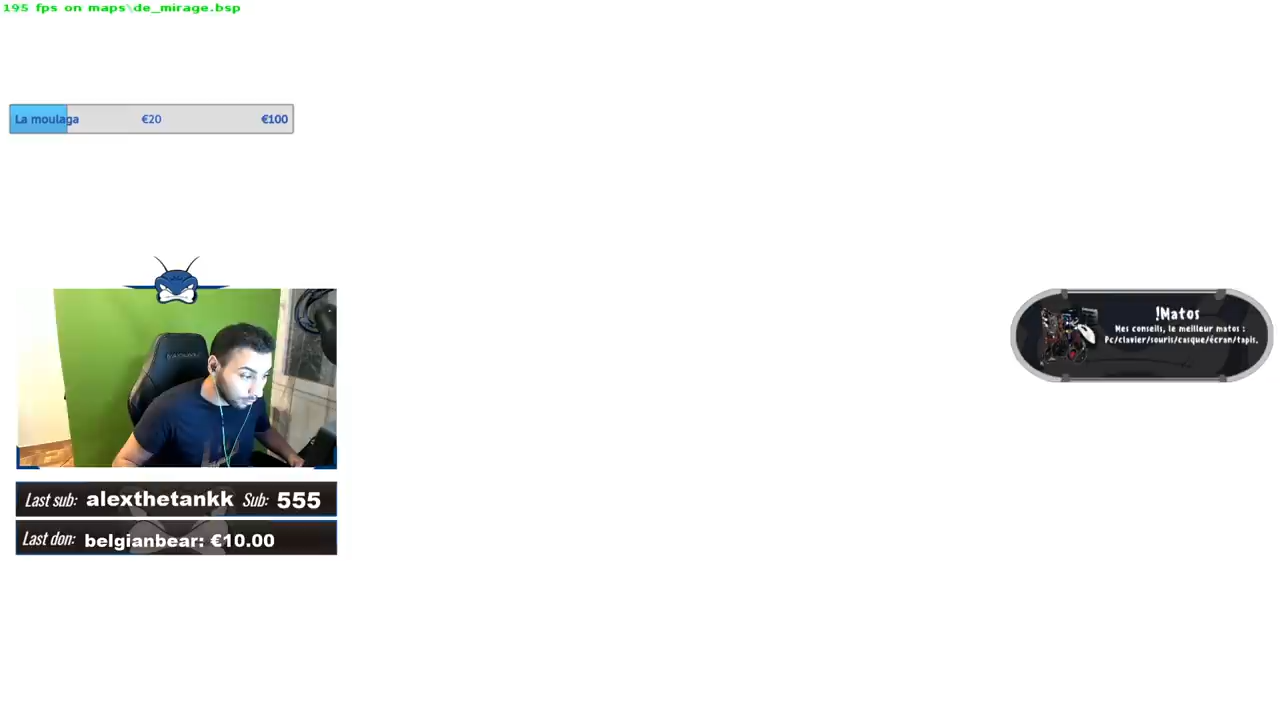 195 fps on maps\de_mirage.bsp
La moulaga €20 €100
!Matos
Mes conseils, le meilleur matos :
Pc/clavier/souris/casque/écran/tapis.
Last sub: alexthetankk Sub: 555
Last don: belgianbear: €10.00